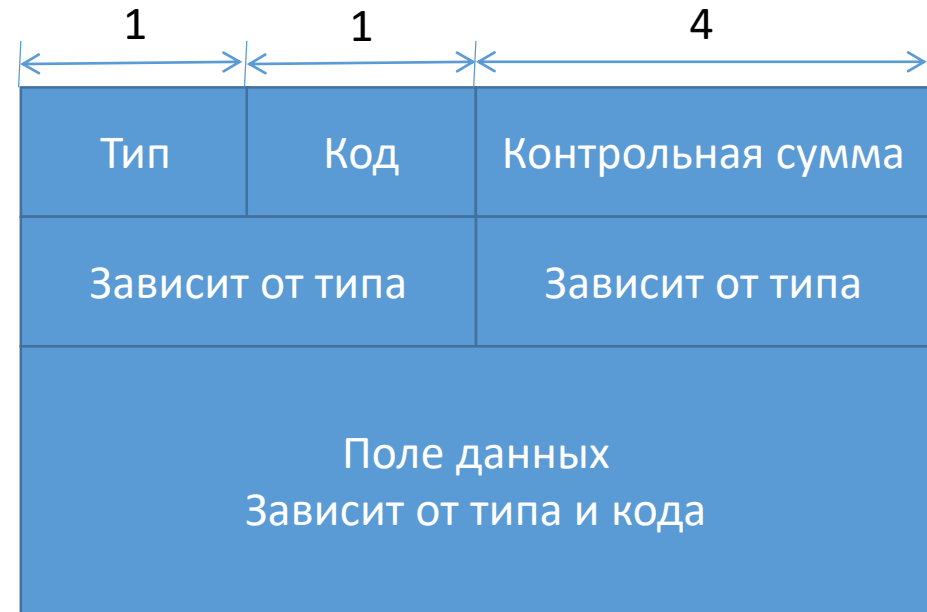 1 1 4
Тип Код Контрольная сумма
Зависит от типа Зависит от типа
Поле данных
Зависит от типа и кода